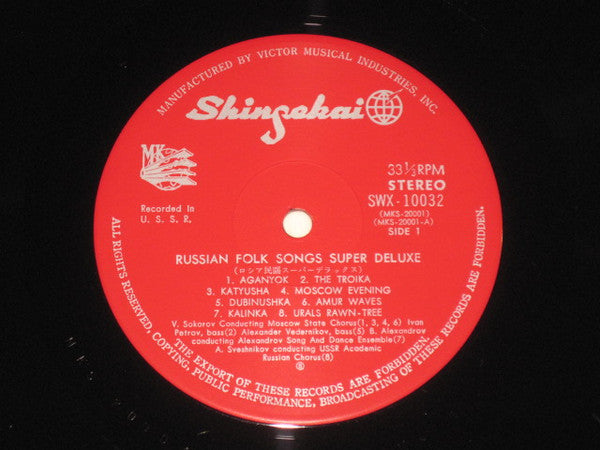 MANUFACTURED BY VICTOR MUSICAL INDUSTRIES, INC.
Shinsekai
MK
Recorded In
U. S. S. R.
33⅓RPM
STEREO
SWX-10032
(MKS-20001)
(MKS-20001-A)
SIDE 1
RUSSIAN FOLK SONGS SUPER DELUXE
(ロシア民謡スーパーデラックス)
1. AGANYOK 2. THE TROIKA
3. KATYUSHA 4. MOSCOW EVENING
5. DUBINUSHKA 6. AMUR WAVES
7. KALINKA 8. URALS RAWN-TREE
V. Sokorov Conducting Moscow State Chorus(1, 3, 4, 6) Ivan
Petrov, bass(2) Alexander Vedernikov, bass(5) B. Alexandrov
conducting Alexandrov Song And Dance Ensemble(7)
A. Sveshnikov conducting USSR Academic
Russian Chorus(8)
ALL RIGHTS RESERVED, COPYING, PUBLIC PERFORMANCE, BROADCASTING OF THESE RECORDS ARE FORBIDDEN.
THE EXPORT OF THESE RECORDS ARE FORBIDDEN.